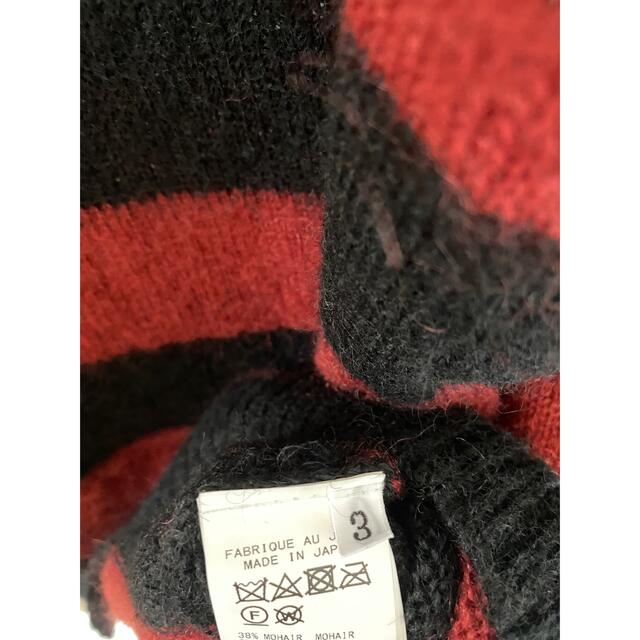 3
FABRIQUE AU J
MADE IN JAP
F W
38% MOHAIR MOHAIR